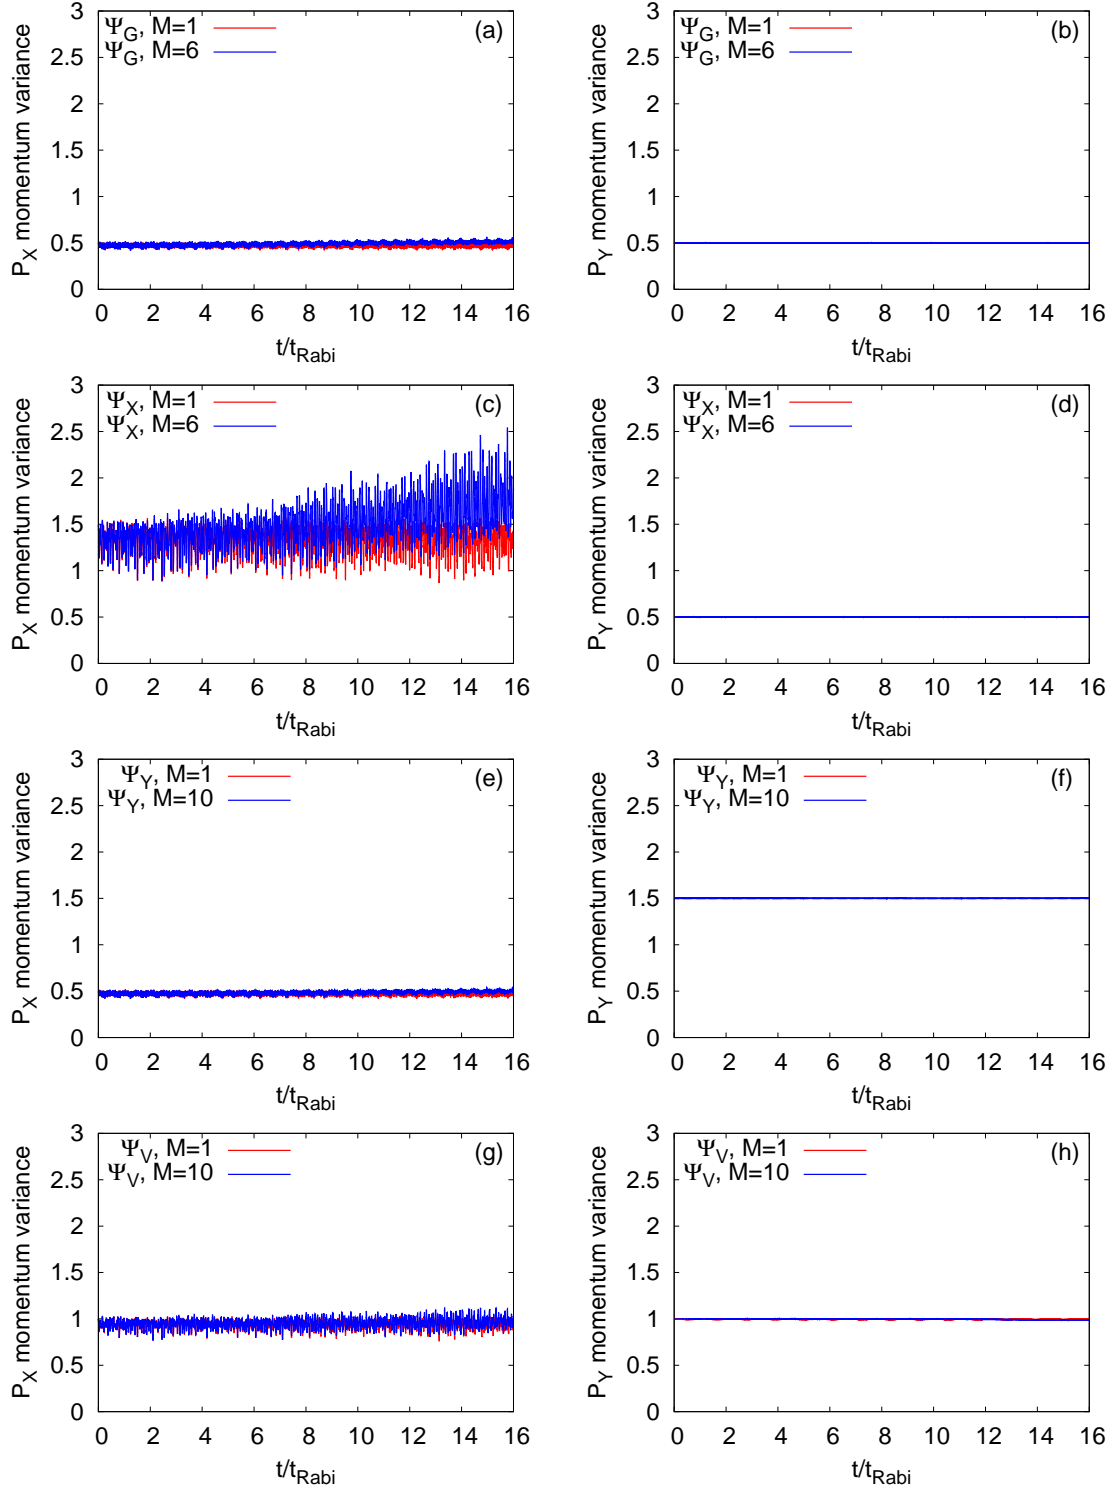 Ψ_G, M=1
Ψ_G, M=6
(a)
P_X momentum variance
3
2.5
2
1.5
1
0.5
0
0 2 4 6 8 10 12 14 16
t/t_Rabi
Ψ_G, M=1
Ψ_G, M=6
(b)
P_Y momentum variance
3
2.5
2
1.5
1
0.5
0
0 2 4 6 8 10 12 14 16
t/t_Rabi
Ψ_X, M=1
Ψ_X, M=6
(c)
P_X momentum variance
3
2.5
2
1.5
1
0.5
0
0 2 4 6 8 10 12 14 16
t/t_Rabi
Ψ_X, M=1
Ψ_X, M=6
(d)
P_Y momentum variance
3
2.5
2
1.5
1
0.5
0
0 2 4 6 8 10 12 14 16
t/t_Rabi
Ψ_Y, M=1
Ψ_Y, M=10
(e)
P_X momentum variance
3
2.5
2
1.5
1
0.5
0
0 2 4 6 8 10 12 14 16
t/t_Rabi
Ψ_Y, M=1
Ψ_Y, M=10
(f)
P_Y momentum variance
3
2.5
2
1.5
1
0.5
0
0 2 4 6 8 10 12 14 16
t/t_Rabi
Ψ_V, M=1
Ψ_V, M=10
(g)
P_X momentum variance
3
2.5
2
1.5
1
0.5
0
0 2 4 6 8 10 12 14 16
t/t_Rabi
Ψ_V, M=1
Ψ_V, M=10
(h)
P_Y momentum variance
3
2.5
2
1.5
1
0.5
0
0 2 4 6 8 10 12 14 16
t/t_Rabi